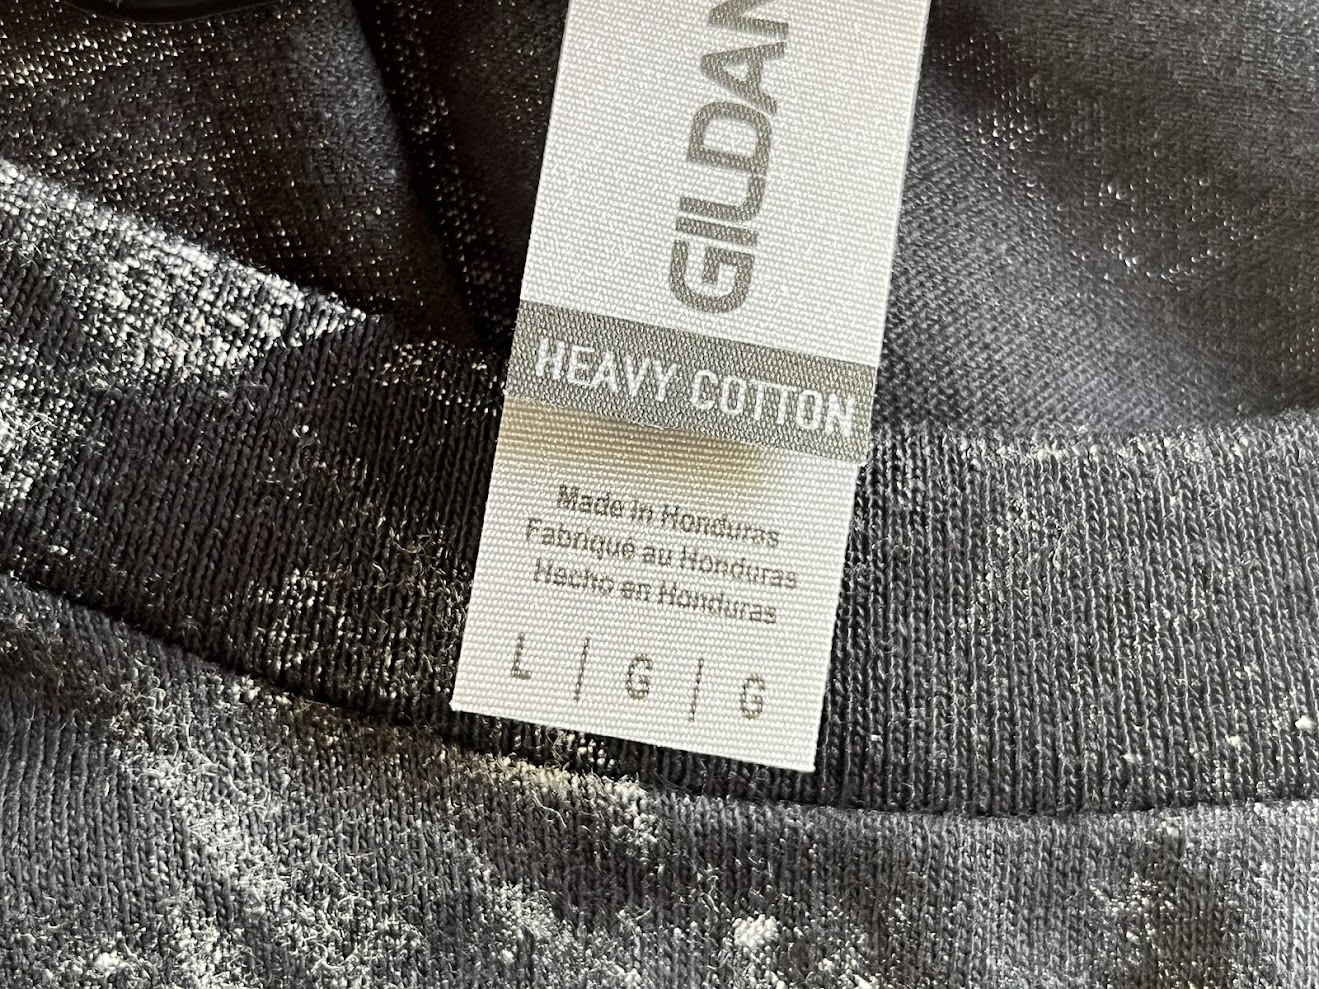 GILDAN
HEAVY COTTON
Made in Honduras
Fabriqué au Honduras
Hecho en Honduras
L | G | G